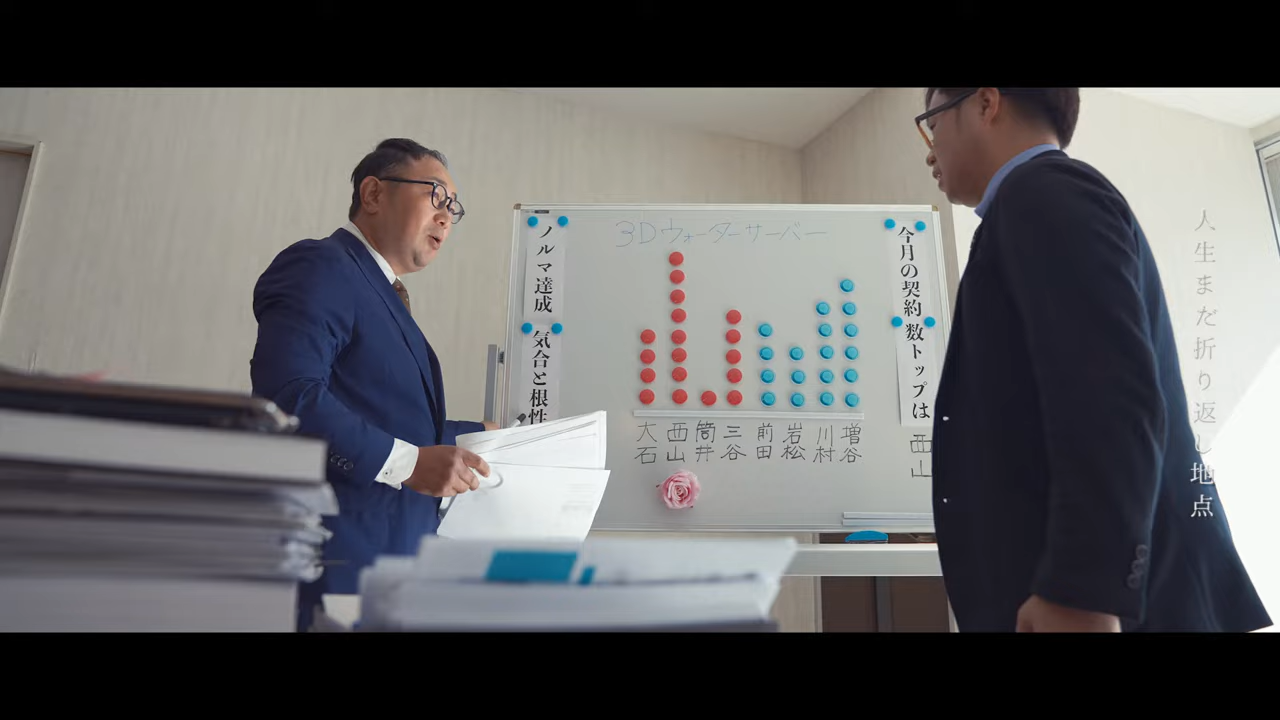 ノルマ達成
気合と根性
3Dウォーターサーバー
今月の契約
数トップは
西山
大石
西山
筒井
三谷
前田
岩松
川村
増谷
人生まだ折り返し地点